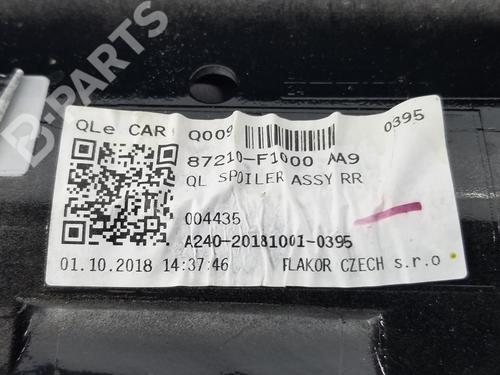 B-PARTS
QLe CAR Q009 0395
87210-F1000 AA9
QL SPOILER ASSY RR
004435
A240-20181001-0395
01.10.2018 14:37:46 FLAKOR CZECH s.r.o